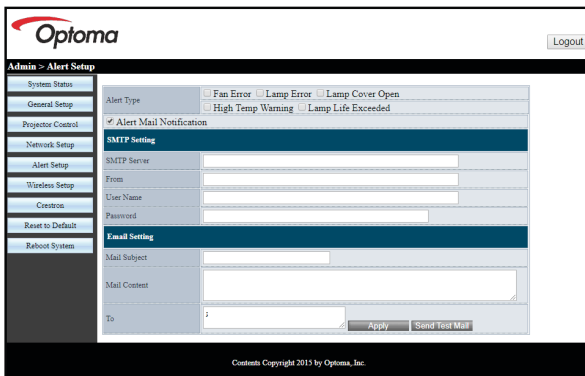 Optoma
Logout
Admin > Alert Setup
System Status
General Setup
Projector Control
Network Setup
Alert Setup
Wireless Setup
Crestron
Reset to Default
Reboot System
Alert Type
Fan Error Lamp Error Lamp Cover Open
High Temp Warning Lamp Life Exceeded
Alert Mail Notification
SMTP Setting
SMTP Server
From
User Name
Password
Email Setting
Mail Subject
Mail Content
To
;
Apply Send Test Mail
Contents Copyright 2015 by Optoma, Inc.